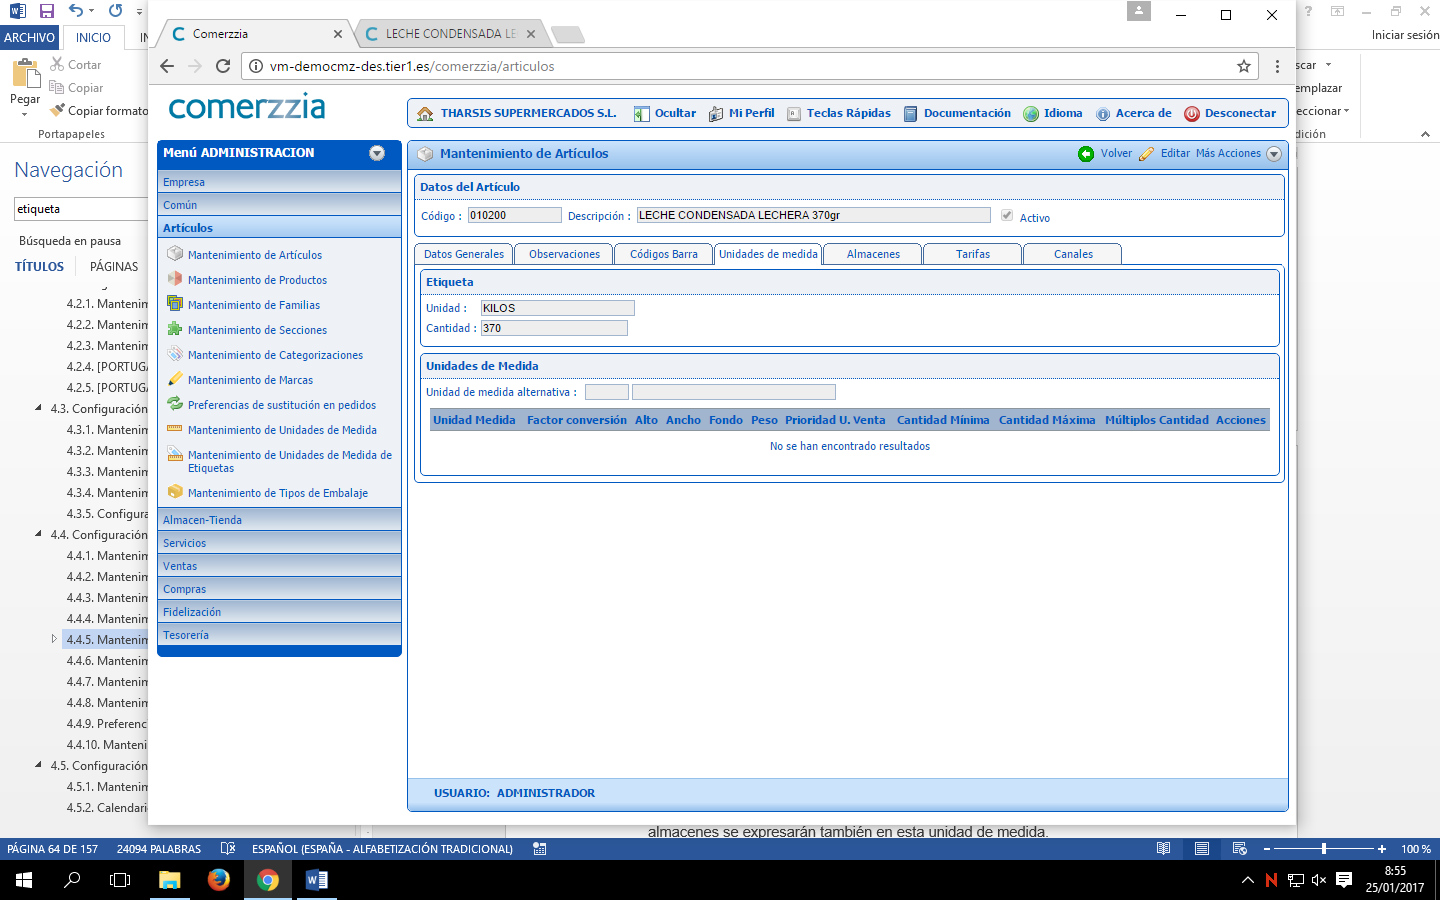 ARCHIVO
INICIO
IN
Iniciar sesión
Cortar
Copiar
Copiar formato
Pegar
Portapapeles
scar
emplazar
eccionar
dición
Navegación
etiqueta
Búsqueda en pausa
TÍTULOS
PÁGINAS
4.2.1. Mantenim
4.2.2. Mantenim
4.2.3. Mantenim
4.2.4. [PORTUGA
4.2.5. [PORTUGA
4.3. Configuración
4.3.1. Mantenim
4.3.2. Mantenim
4.3.3. Mantenim
4.3.4. Mantenim
4.3.5. Configura
4.4. Configuración
4.4.1. Mantenim
4.4.2. Mantenim
4.4.3. Mantenim
4.4.4. Mantenim
4.4.5. Mantenim
4.4.6. Mantenim
4.4.7. Mantenim
4.4.8. Mantenim
4.4.9. Preferenc
4.4.10. Manteni
4.5. Configuración
4.5.1. Mantenim
4.5.2. Calendari
Comerzzia
LECHE CONDENSADA LE
vm-democmz-des.tier1.es/comerzzia/articulos
comerzzia
THARSIS SUPERMERCADOS S.L.
Ocultar
Mi Perfil
Teclas Rápidas
Documentación
Idioma
Acerca de
Desconectar
Menú ADMINISTRACION
Empresa
Común
Artículos
Mantenimiento de Artículos
Mantenimiento de Productos
Mantenimiento de Familias
Mantenimiento de Secciones
Mantenimiento de Categorizaciones
Mantenimiento de Marcas
Preferencias de sustitución en pedidos
Mantenimiento de Unidades de Medida
Mantenimiento de Unidades de Medida de
Etiquetas
Mantenimiento de Tipos de Embalaje
Almacen-Tienda
Servicios
Ventas
Compras
Fidelización
Tesorería
Mantenimiento de Artículos
Volver
Editar
Más Acciones
Datos del Artículo
Código : 010200
Descripción : LECHE CONDENSADA LECHERA 370gr
Activo
Datos Generales
Observaciones
Códigos Barra
Unidades de medida
Almacenes
Tarifas
Canales
Etiqueta
Unidad : KILOS
Cantidad : 370
Unidades de Medida
Unidad de medida alternativa :
Unidad Medida Factor conversión Alto Ancho Fondo Peso Prioridad U. Venta Cantidad Mínima Cantidad Máxima Múltiplos Cantidad Acciones
No se han encontrado resultados
USUARIO: ADMINISTRADOR
almacenes se expresarán también en esta unidad de medida.
PÁGINA 64 DE 157
24094 PALABRAS
ESPAÑOL (ESPAÑA - ALFABETIZACIÓN TRADICIONAL)
100 %
8:55
25/01/2017